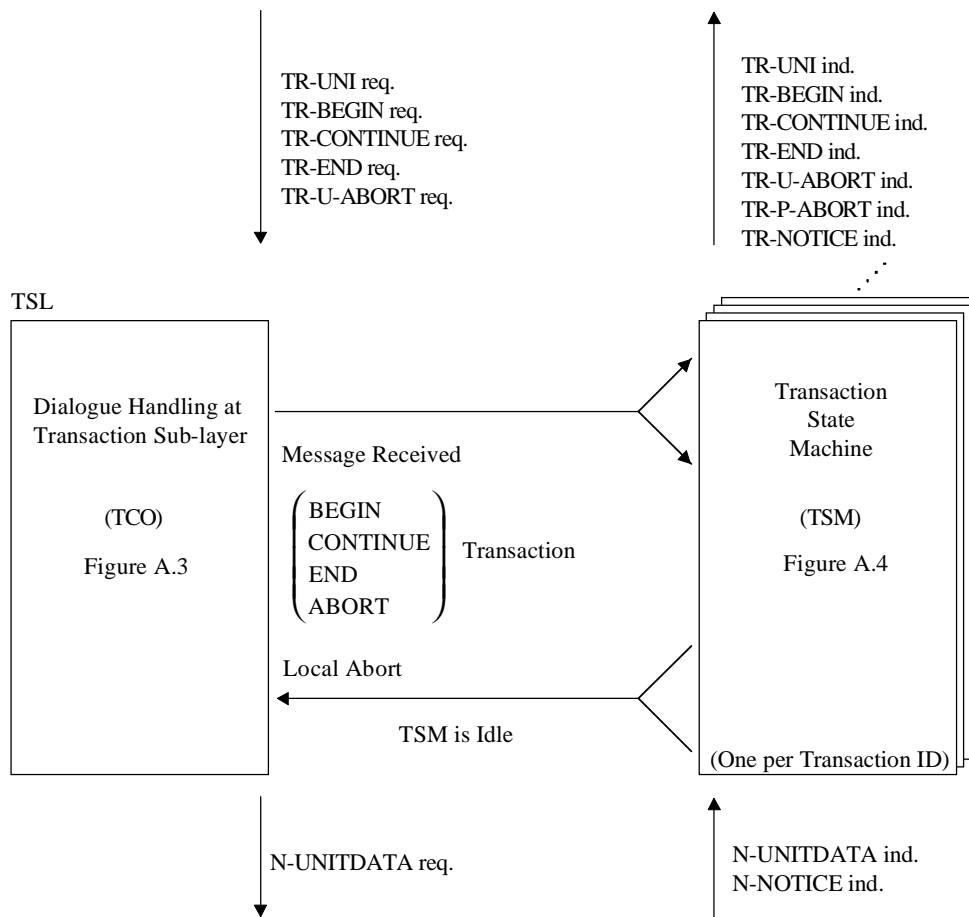 TR-UNI req.
TR-BEGIN req.
TR-CONTINUE req.
TR-END req.
TR-U-ABORT req.
TR-UNI ind.
TR-BEGIN ind.
TR-CONTINUE ind.
TR-END ind.
TR-U-ABORT ind.
TR-P-ABORT ind.
TR-NOTICE ind.
TSL
Dialogue Handling at
Transaction Sub-layer
(TCO)
Figure A.3
Message Received
BEGIN
CONTINUE
END
ABORT
Transaction
Local Abort
TSM is Idle
Transaction
State
Machine
(TSM)
Figure A.4
(One per Transaction ID)
N-UNITDATA req.
N-UNITDATA ind.
N-NOTICE ind.